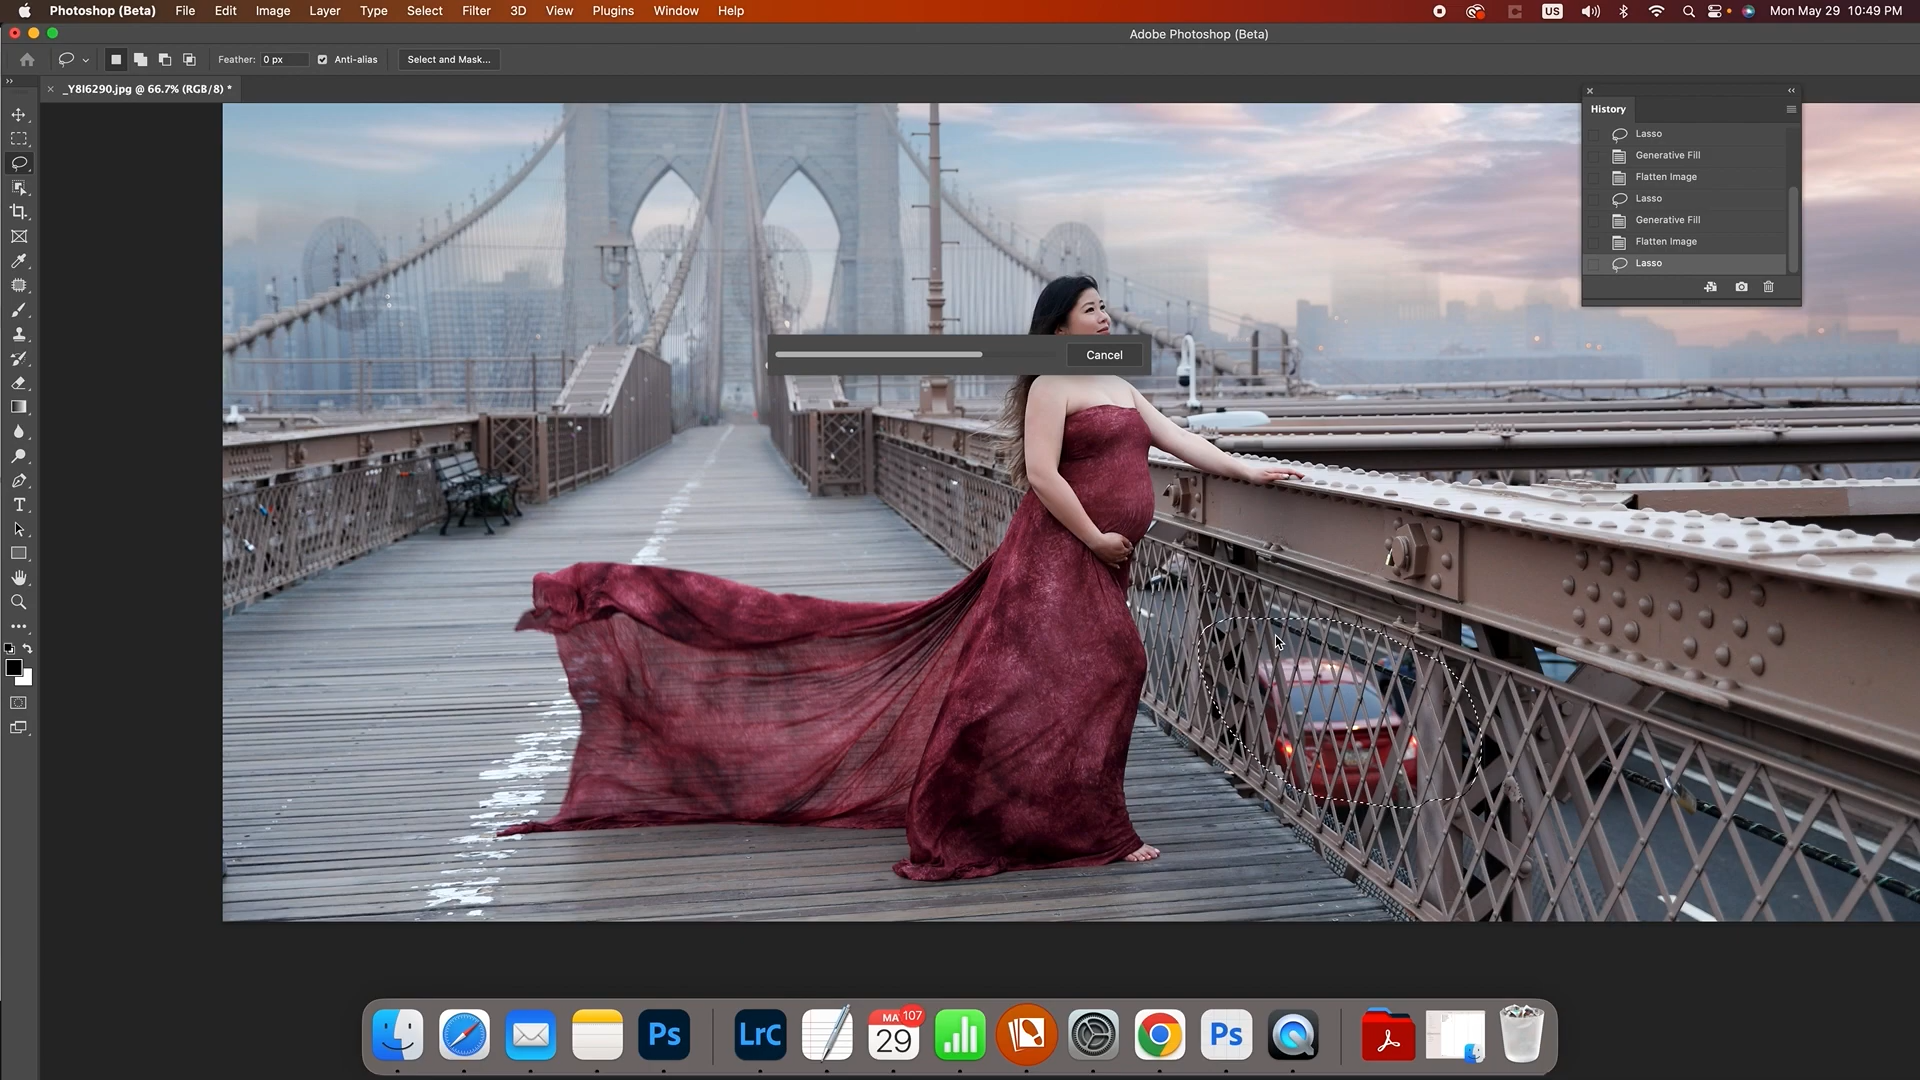 Photoshop (Beta) File Edit Image Layer Type Select Filter 3D View Plugins Window Help US Mon May 29 10:49 PM
Adobe Photoshop (Beta)
Feather: 0 px Anti-alias Select and Mask...
_Y8I6290.jpg @ 66.7% (RGB/8) *
History
Lasso
Generative Fill
Flatten Image
Lasso
Generative Fill
Flatten Image
Lasso
Cancel
T
Ps LrC MA 107 29 Ps